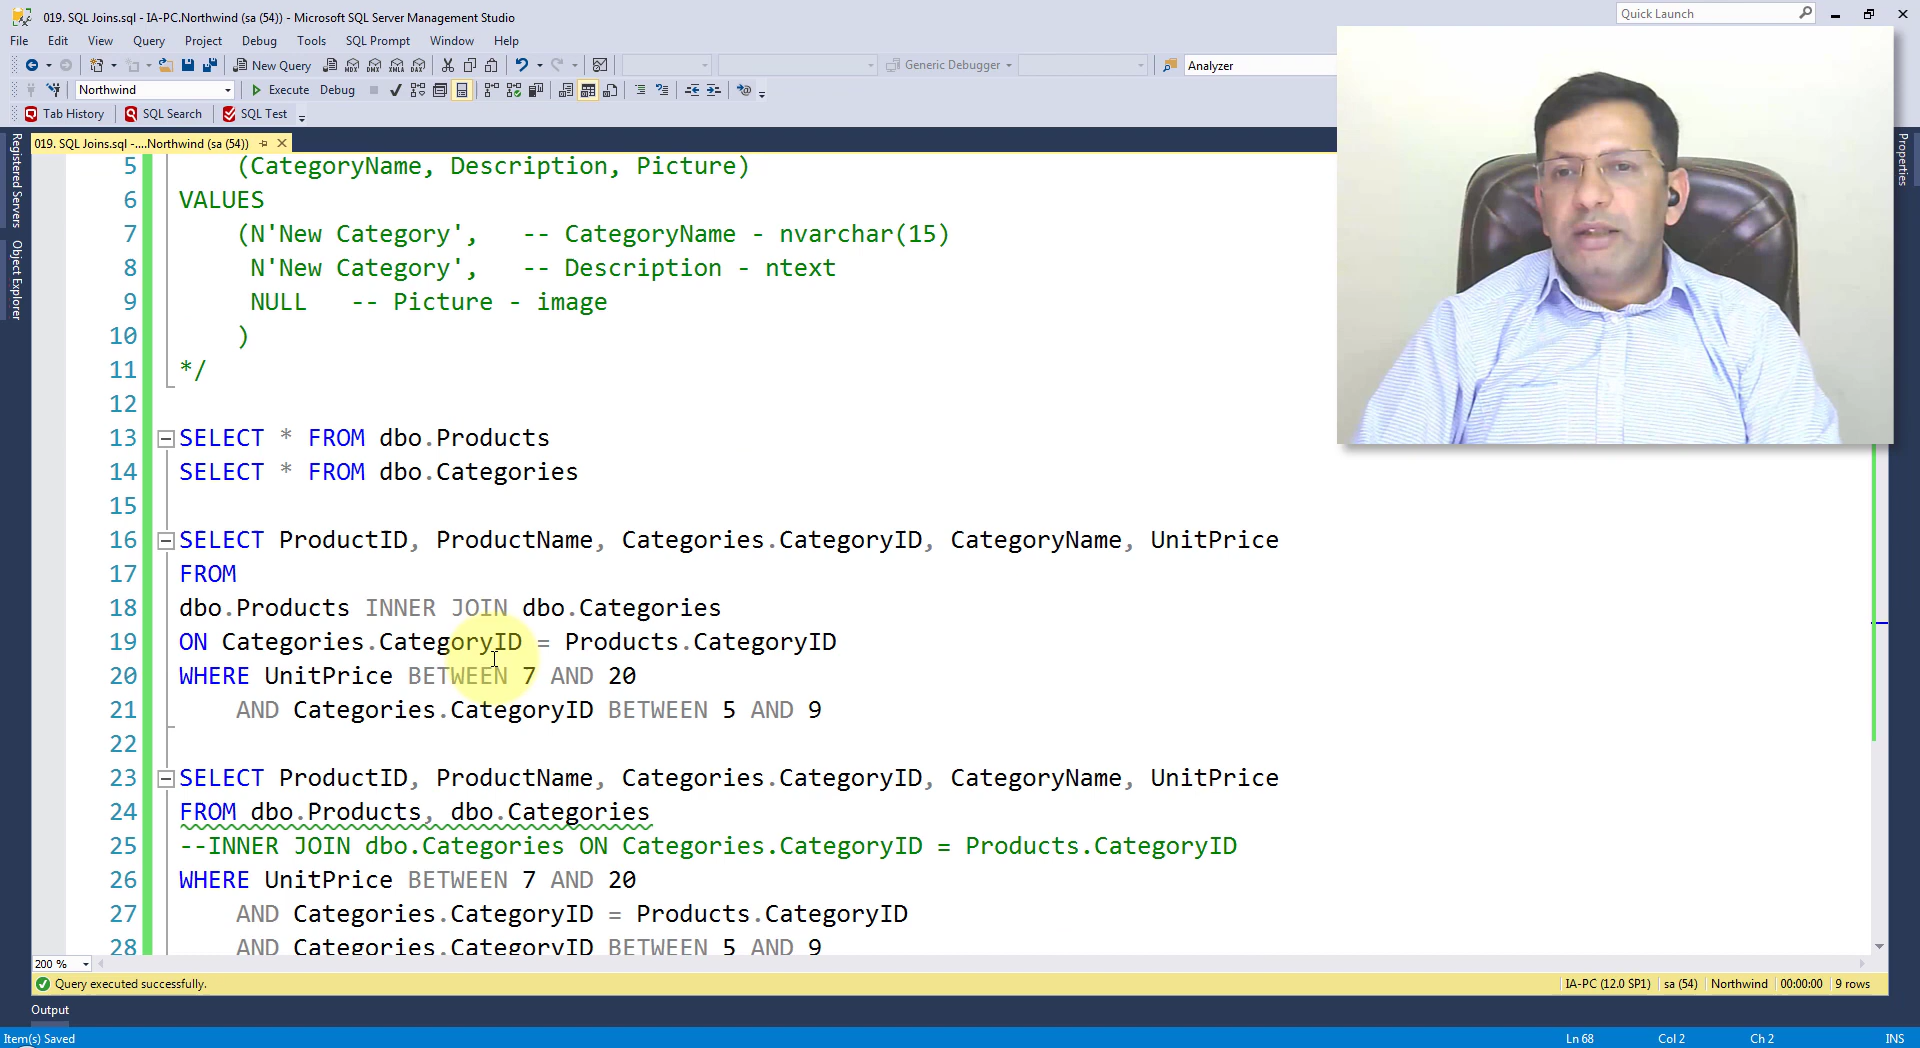 019. SQL Joins.sql - IA-PC.Northwind (sa (54)) - Microsoft SQL Server Management Studio
Quick Launch
File Edit View Query Project Debug Tools SQL Prompt Window Help
New Query
Generic Debugger
Analyzer
Northwind
Execute
Debug
Tab History
SQL Search
SQL Test
019. SQL Joins.sql -....Northwind (sa (54))
Registered Servers
Object Explorer
Properties
5 (CategoryName, Description, Picture)
6 VALUES
7 (N'New Category', -- CategoryName - nvarchar(15)
8 N'New Category', -- Description - ntext
9 NULL -- Picture - image
10 )
11 */
12
13 SELECT * FROM dbo.Products
14 SELECT * FROM dbo.Categories
15
16 SELECT ProductID, ProductName, Categories.CategoryID, CategoryName, UnitPrice
17 FROM
18 dbo.Products INNER JOIN dbo.Categories
19 ON Categories.CategoryID = Products.CategoryID
20 WHERE UnitPrice BETWEEN 7 AND 20
21 AND Categories.CategoryID BETWEEN 5 AND 9
22
23 SELECT ProductID, ProductName, Categories.CategoryID, CategoryName, UnitPrice
24 FROM dbo.Products, dbo.Categories
25 --INNER JOIN dbo.Categories ON Categories.CategoryID = Products.CategoryID
26 WHERE UnitPrice BETWEEN 7 AND 20
27 AND Categories.CategoryID = Products.CategoryID
28 AND Categories.CategoryID BETWEEN 5 AND 9
200 %
Query executed successfully.
IA-PC (12.0 SP1) sa (54) Northwind 00:00:00 9 rows
Output
Item(s) Saved
Ln 68 Col 2 Ch 2 INS